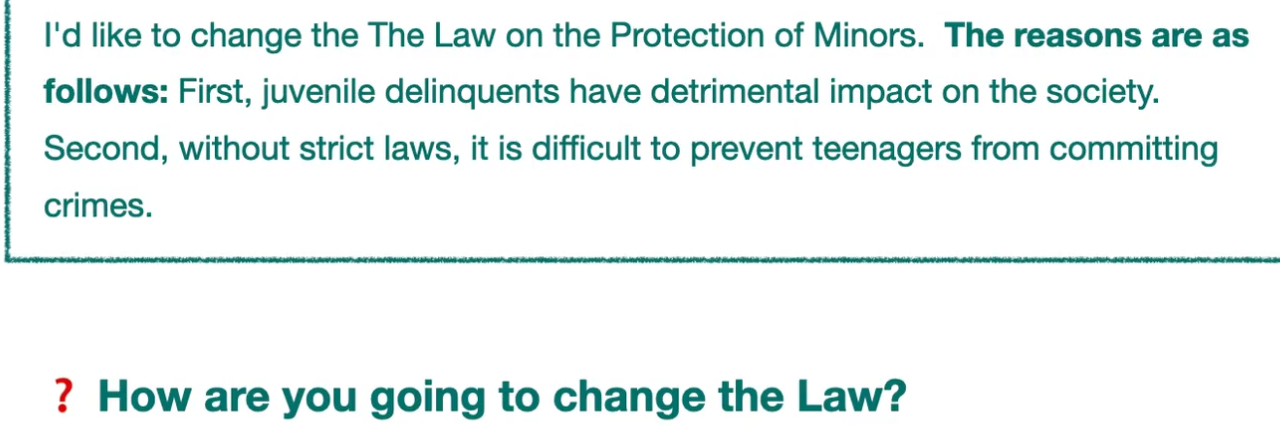 I'd like to change the The Law on the Protection of Minors.  The reasons are as
follows: First, juvenile delinquents have detrimental impact on the society.
Second, without strict laws, it is difficult to prevent teenagers from committing
crimes.
? How are you going to change the Law?